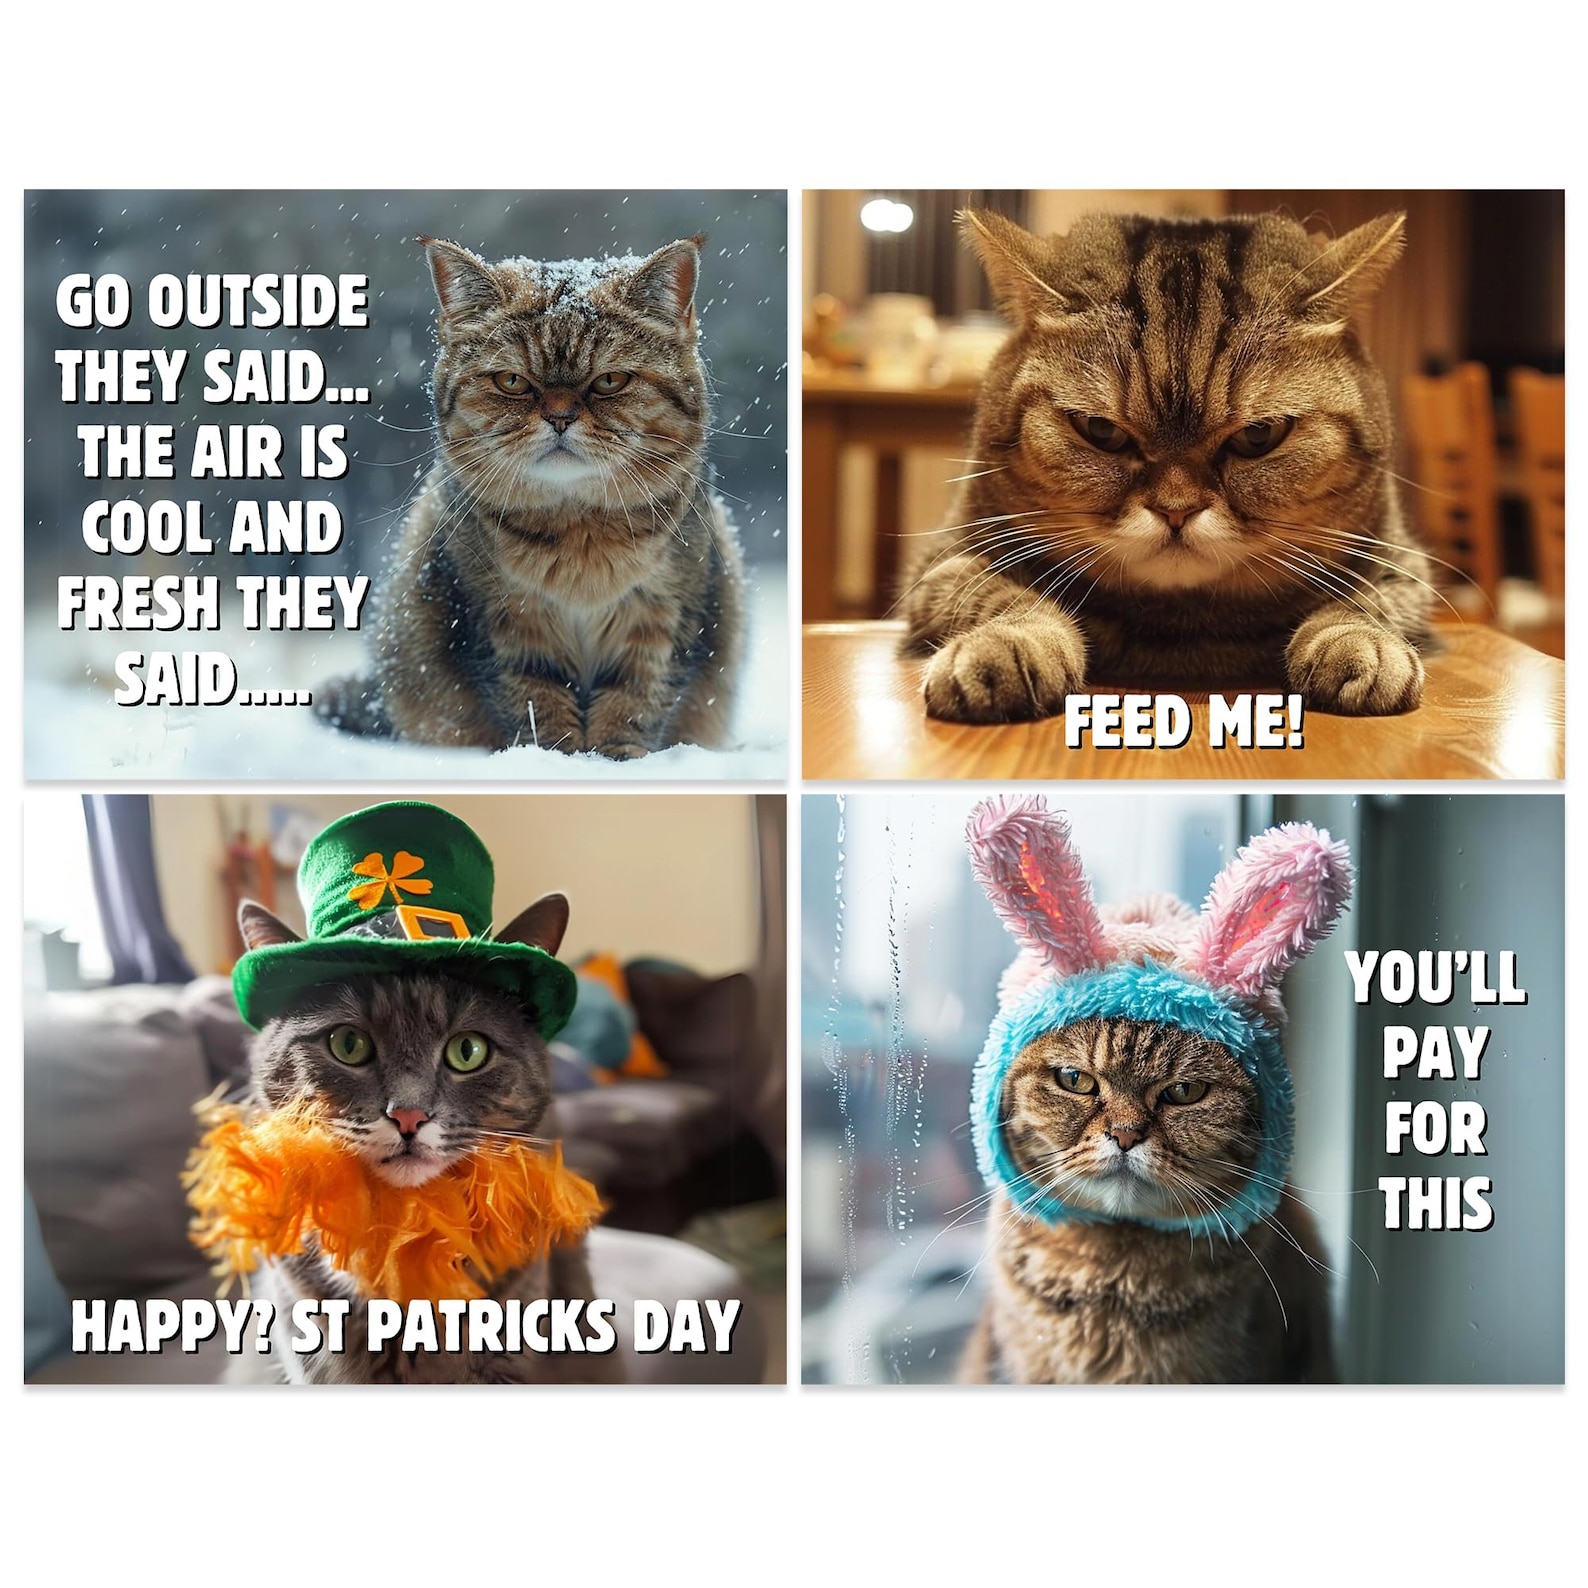 GO OUTSIDE
THEY SAID...
THE AIR IS
COOL AND
FRESH THEY
SAID.....
FEED ME!
HAPPY? ST PATRICKS DAY
YOU'LL
PAY
FOR
THIS